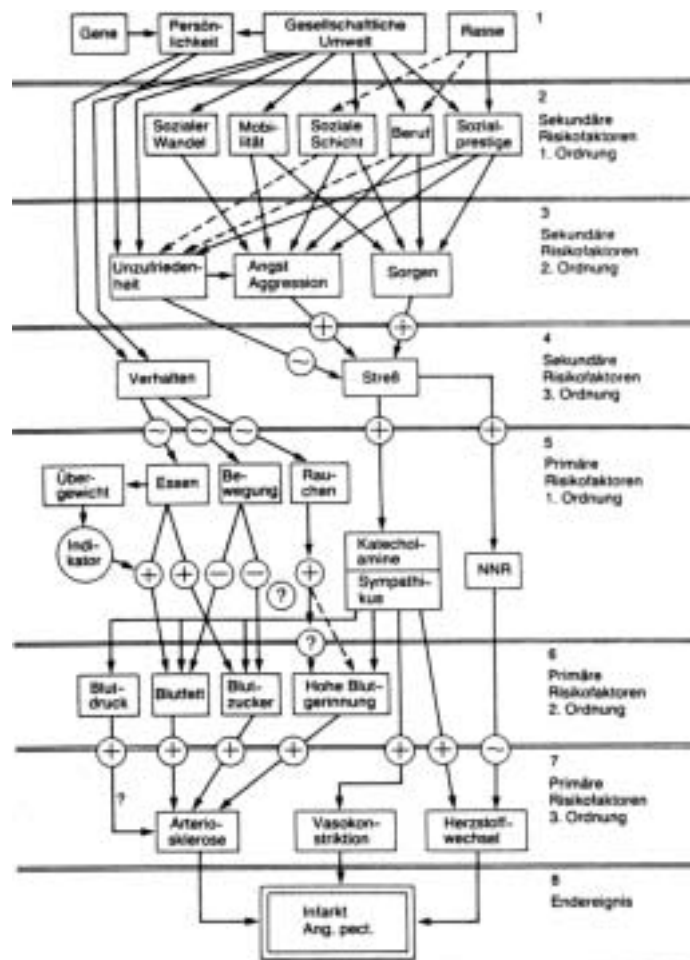 1
Gene
Persön-
lichkeit
Gesellschaftliche
Umwelt
Rasse
2
Sekundäre
Risikofaktoren
1. Ordnung
Sozialer
Wandel
Mobi-
lität
Soziale
Schicht
Beruf
Sozial-
prestige
3
Sekundäre
Risikofaktoren
2. Ordnung
Unzufrieden-
heit
Angst
Aggression
Sorgen
+
+
4
Sekundäre
Risikofaktoren
3. Ordnung
~
Verhalten
Streß
~
~
~
+
+
5
Primäre
Risikofaktoren
1. Ordnung
Über-
gewicht
Essen
Be-
wegung
Rau-
chen
Indi-
kator
Katechol-
amine
Sympathi-
kus
NNR
+
+
−
−
?
+
?
6
Primäre
Risikofaktoren
2. Ordnung
Blut-
druck
Blutfett
Blut-
zucker
Hohe Blut-
gerinnung
+
+
+
+
+
+
~
7
Primäre
Risikofaktoren
3. Ordnung
?
Arterio-
sklerose
Vasokon-
striktion
Herzstoff-
wechsel
8
Endereignis
Infarkt
Ang. pect.